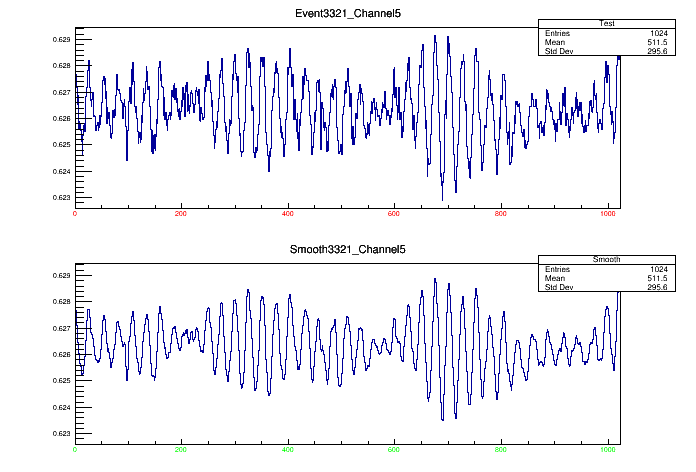 Event3321_Channel5
Test
Entries 1024
Mean 511.5
Std Dev 295.6
0.629
0.628
0.627
0.626
0.625
0.624
0.623
0 200 400 600 800 1000
Smooth3321_Channel5
Smooth
Entries 1024
Mean 511.5
Std Dev 295.6
0.629
0.628
0.627
0.626
0.625
0.624
0.623
0 200 400 600 800 1000